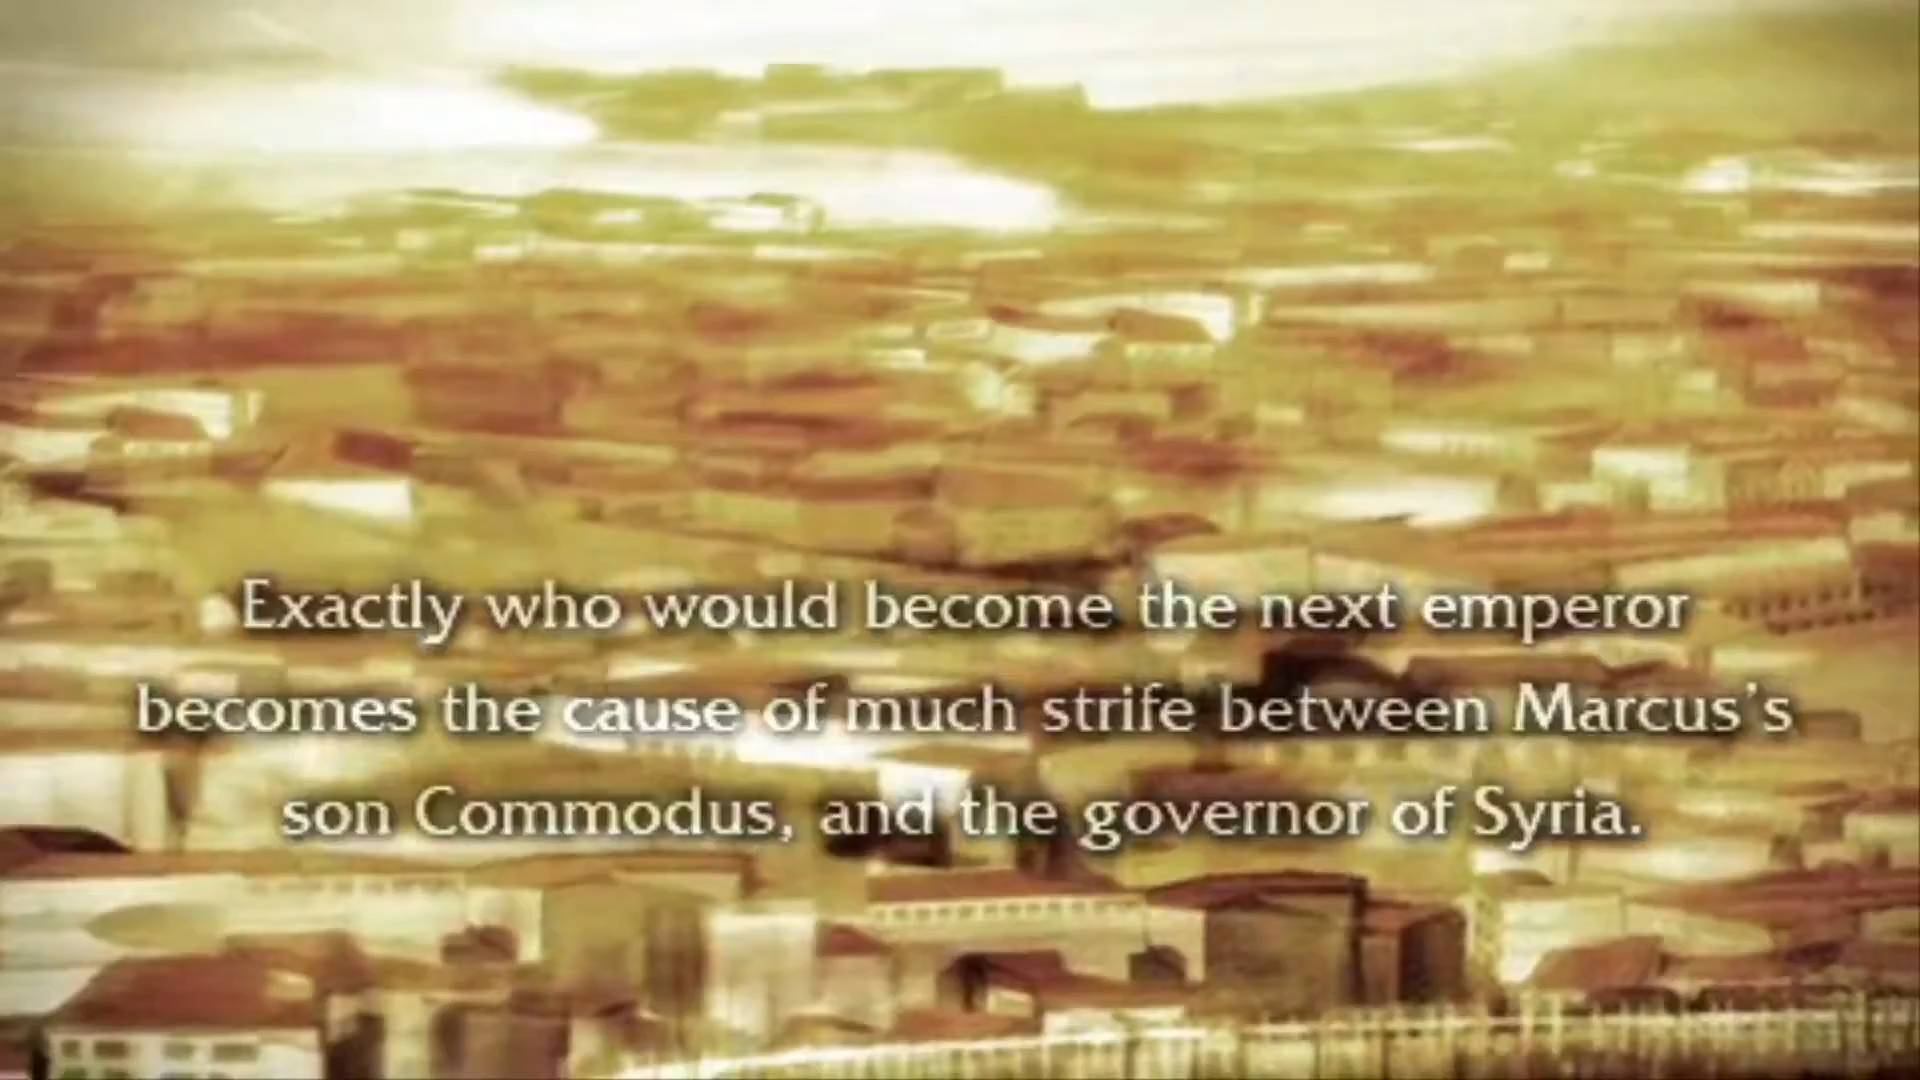 Exactly who would become the next emperor
becomes the cause of much strife between Marcus's
son Commodus, and the governor of Syria.